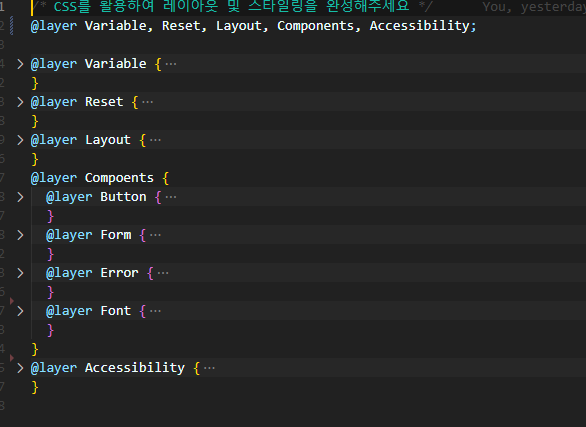 /* CSS를 활용하여 레이아웃 및 스타일링을 완성해주세요 */ You, yesterday
@layer Variable, Reset, Layout, Components, Accessibility;
@layer Variable {…
}
@layer Reset {…
}
@layer Layout {…
}
@layer Compoents {
@layer Button {…
}
@layer Form {…
}
@layer Error {…
}
@layer Font {…
}
}
@layer Accessibility {…
}